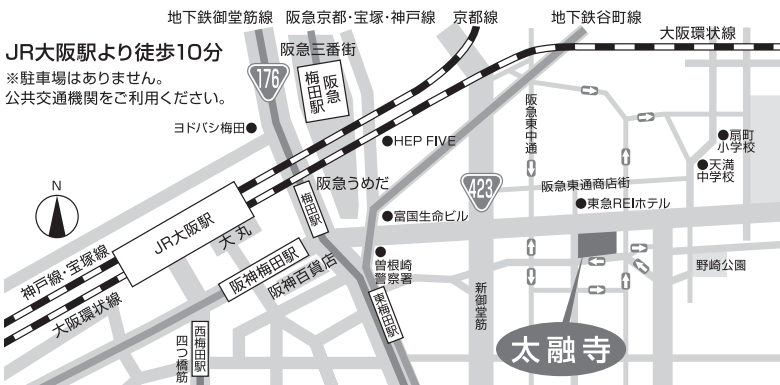 地下鉄御堂筋線
阪急京都・宝塚・神戸線
京都線
地下鉄谷町線
大阪環状線
JR大阪駅より徒歩10分
※駐車場はありません。
公共交通機関をご利用ください。
176
阪急三番街
阪急
梅田駅
ヨドバシ梅田
HEP FIVE
阪急東中通
扇町
小学校
天満
中学校
阪急うめだ
423
阪急東通商店街
東急REIホテル
N
梅田駅
富国生命ビル
JR大阪駅
大丸
神戸線・宝塚線
大阪環状線
阪神梅田駅
阪神百貨店
曽根崎
警察署
野崎公園
新御堂筋
東梅田駅
西梅田駅
四つ橋筋
太融寺